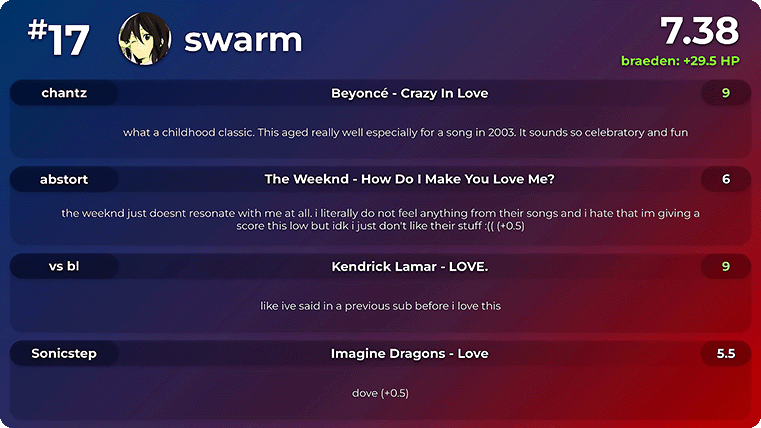 #17
swarm
7.38
braeden: +29.5 HP
chantz
Beyoncé - Crazy In Love
9
what a childhood classic. This aged really well especially for a song in 2003. It sounds so celebratory and fun
abstort
The Weeknd - How Do I Make You Love Me?
6
the weeknd just doesnt resonate with me at all. i literally do not feel anything from their songs and i hate that im giving a
score this low but idk i just don't like their stuff :(( (+0.5)
vs bl
Kendrick Lamar - LOVE.
9
like ive said in a previous sub before i love this
Sonicstep
Imagine Dragons - Love
5.5
dove (+0.5)